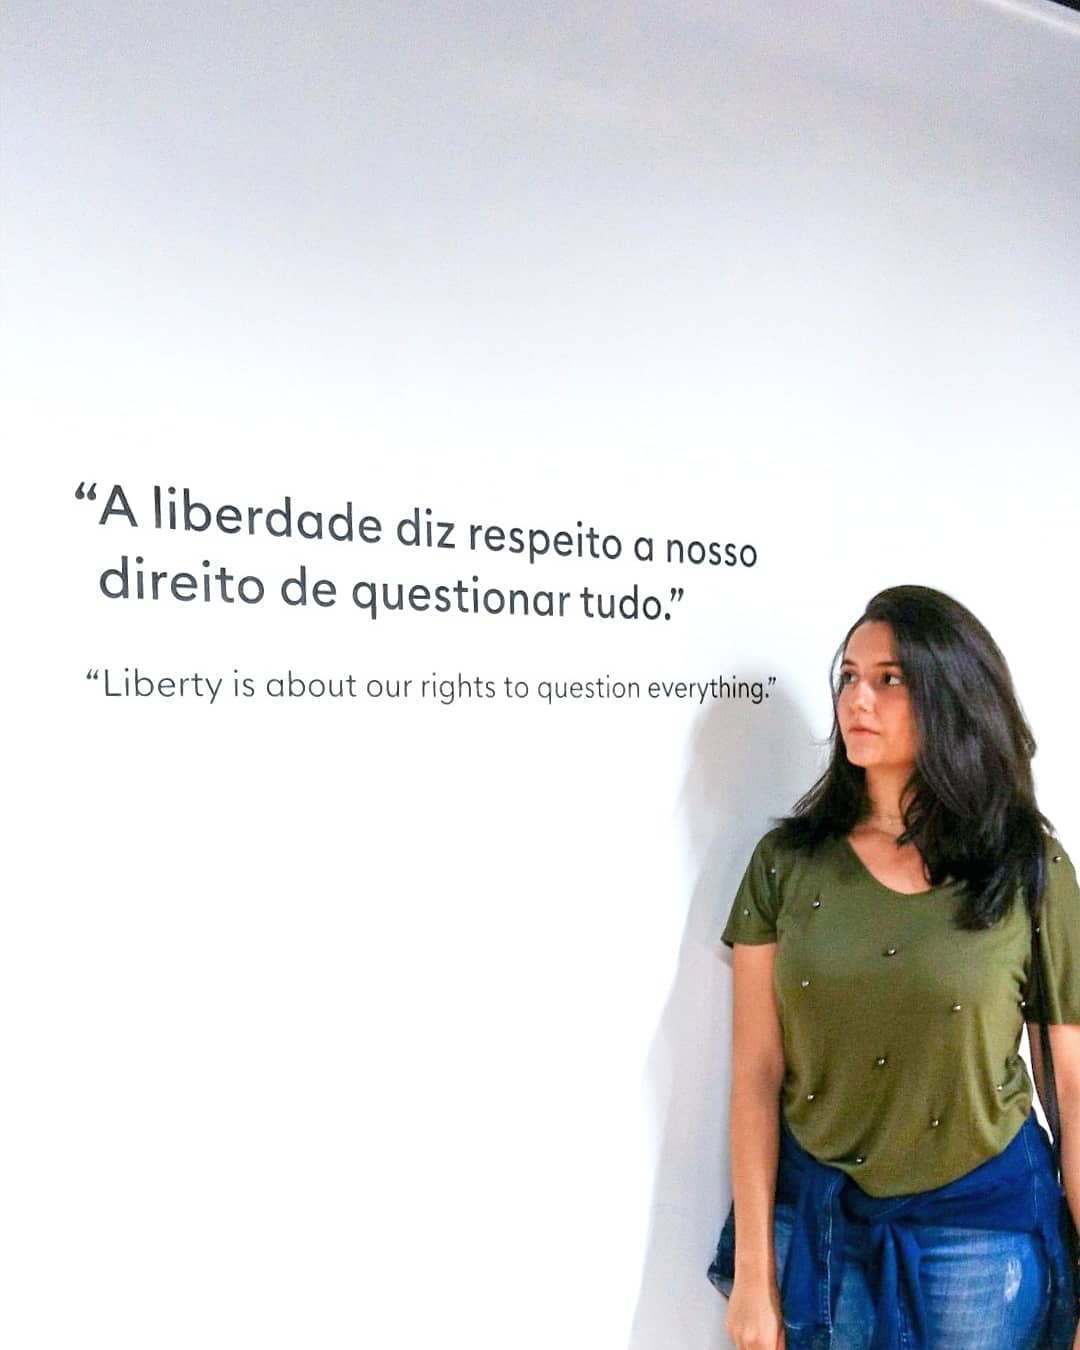 “A liberdade diz respeito a nosso
direito de questionar tudo.”
“Liberty is about our rights to question everything.”